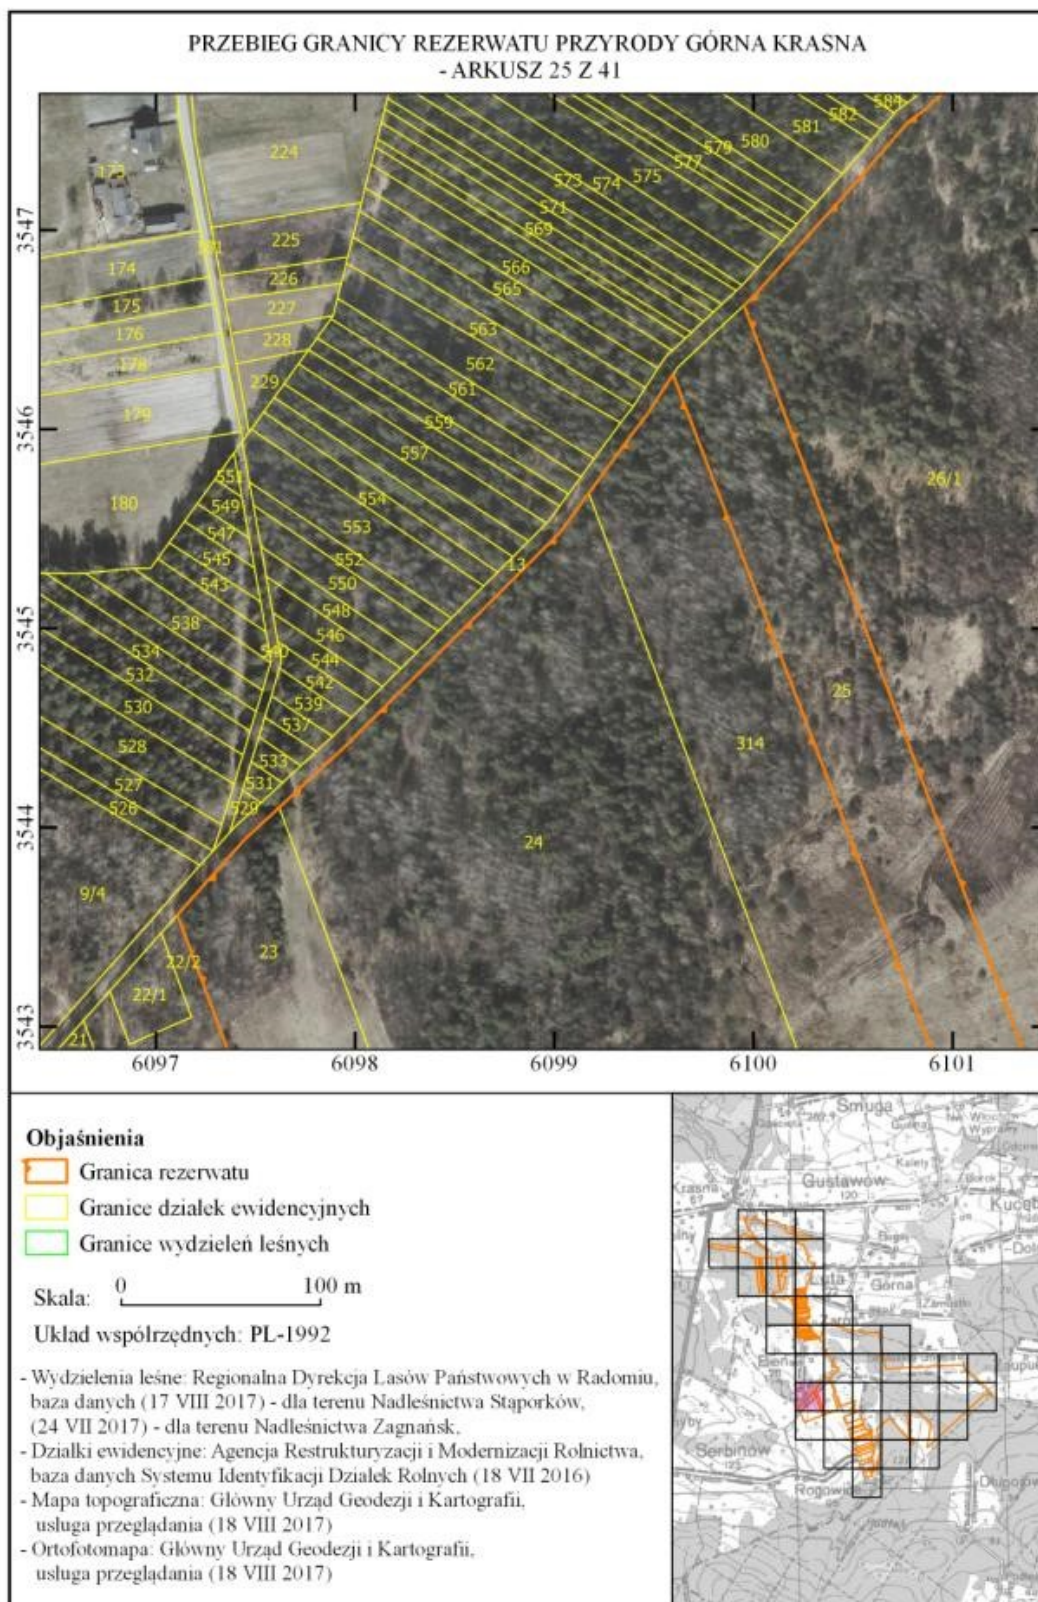 PRZEBIEG GRANICY REZERWATU PRZYRODY GÓRNA KRASNA
- ARKUSZ 25 Z 41
584
582
581
580
579
577
575
574
573
571
569
566
565
563
562
561
559
557
554
553
552
550
548
546
544
542
539
537
533
531
529
173
224
225
226
227
228
229
174
175
176
178
179
180
551
549
547
545
543
540
538
534
532
530
528
527
526
13
26/1
25
314
24
23
9/4
22/2
22/1
21
3547
3546
3545
3544
3543
6097 6098 6099 6100 6101
Objaśnienia
Granica rezerwatu
Granice działek ewidencyjnych
Granice wydzieleń leśnych
Skala: 0 100 m
Układ współrzędnych: PL-1992
- Wydzielenia leśne: Regionalna Dyrekcja Lasów Państwowych w Radomiu,
baza danych (17 VIII 2017) - dla terenu Nadleśnictwa Stąporków,
(24 VII 2017) - dla terenu Nadleśnictwa Zagnańsk,
- Działki ewidencyjne: Agencja Restrukturyzacji i Modernizacji Rolnictwa,
baza danych Systemu Identyfikacji Działek Rolnych (18 VII 2016)
- Mapa topograficzna: Główny Urząd Geodezji i Kartografii,
usługa przeglądania (18 VIII 2017)
- Ortofotomapa: Główny Urząd Geodezji i Kartografii,
usługa przeglądania (18 VIII 2017)
Smuga
Krasna
Gustawów
120
Kalety
Borok
Luta
Górna
Serbinów
Rogowice